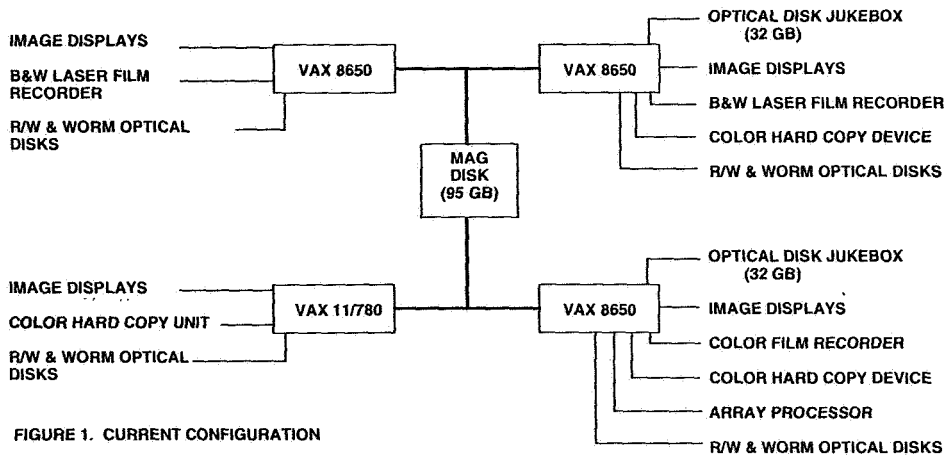 IMAGE DISPLAYS
B&W LASER FILM
RECORDER
R/W & WORM OPTICAL
DISKS
VAX 8650
VAX 8650
OPTICAL DISK JUKEBOX
(32 GB)
IMAGE DISPLAYS
B&W LASER FILM RECORDER
COLOR HARD COPY DEVICE
R/W & WORM OPTICAL DISKS
MAG
DISK
(95 GB)
IMAGE DISPLAYS
COLOR HARD COPY UNIT
R/W & WORM OPTICAL
DISKS
VAX 11/780
VAX 8650
OPTICAL DISK JUKEBOX
(32 GB)
IMAGE DISPLAYS
COLOR FILM RECORDER
COLOR HARD COPY DEVICE
ARRAY PROCESSOR
R/W & WORM OPTICAL DISKS
FIGURE 1. CURRENT CONFIGURATION